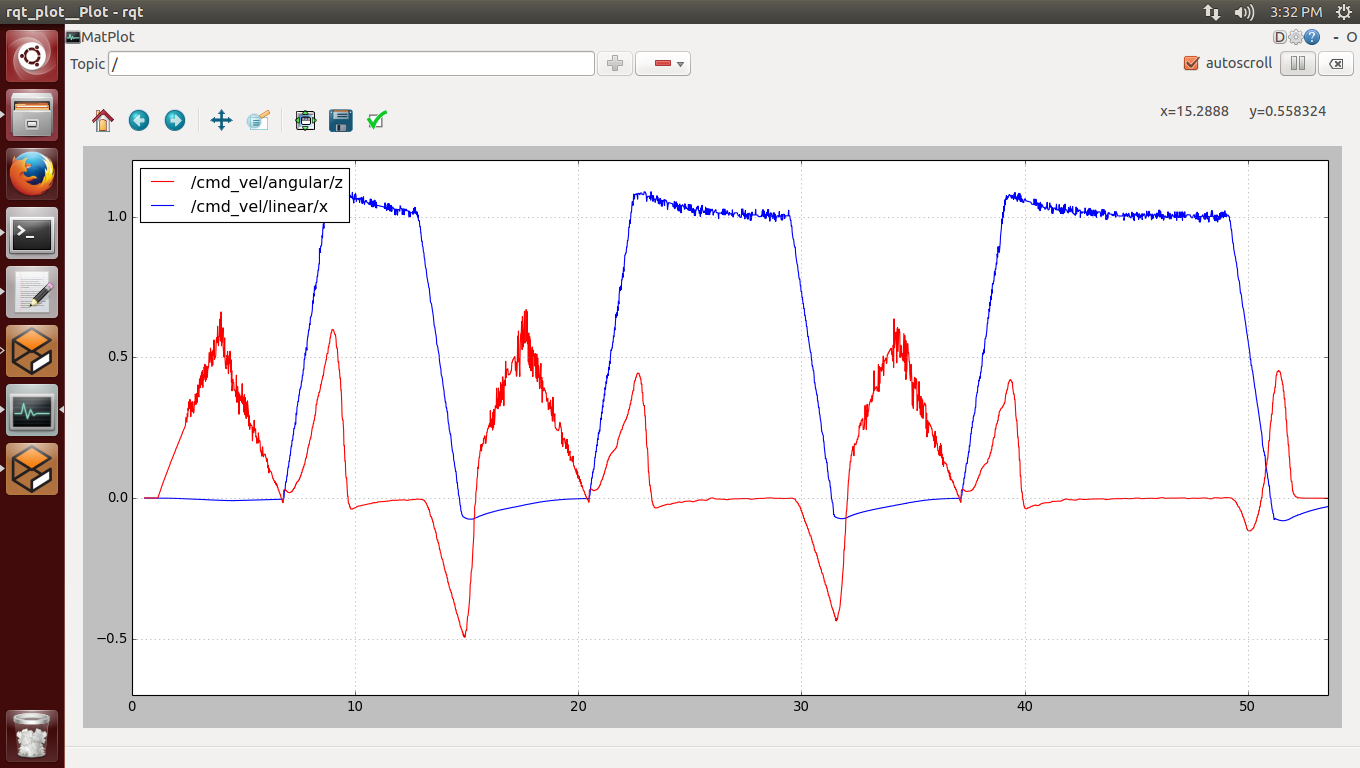 rqt_plot__Plot - rqt
3:32 PM
MatPlot
D
?
- O
Topic /
autoscroll
x=15.2888 y=0.558324
/cmd_vel/angular/z
/cmd_vel/linear/x
1.0
0.5
0.0
−0.5
0 10 20 30 40 50
>_